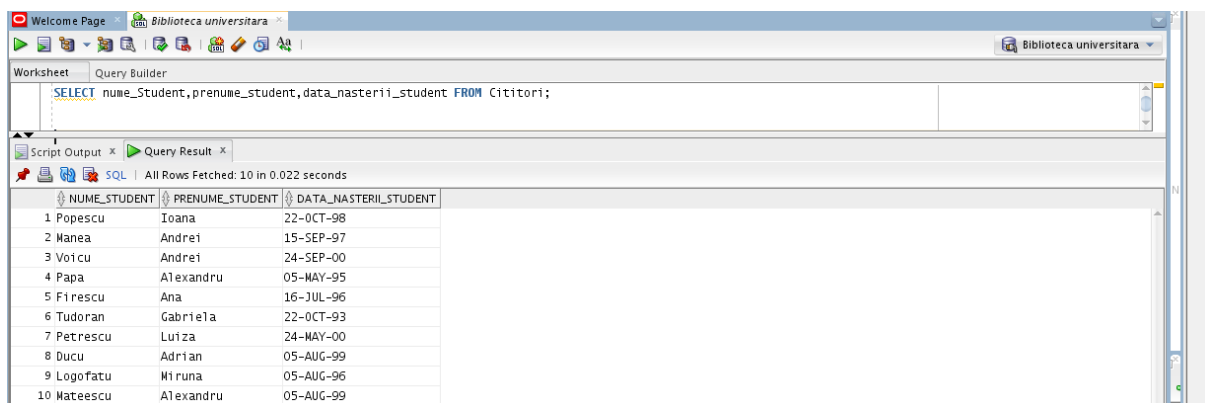 Welcome Page Biblioteca universitara
Biblioteca universitara
Worksheet Query Builder
SELECT nume_Student,prenume_student,data_nasterii_student FROM Cititori;
Script Output x Query Result x
SQL | All Rows Fetched: 10 in 0.022 seconds
NUME_STUDENT PRENUME_STUDENT DATA_NASTERII_STUDENT
1 Popescu Ioana 22-OCT-98
2 Manea Andrei 15-SEP-97
3 Voicu Andrei 24-SEP-00
4 Papa Alexandru 05-MAY-95
5 Firescu Ana 16-JUL-96
6 Tudoran Gabriela 22-OCT-93
7 Petrescu Luiza 24-MAY-00
8 Ducu Adrian 05-AUG-99
9 Logofatu Miruna 05-AUG-96
10 Mateescu Alexandru 05-AUG-99